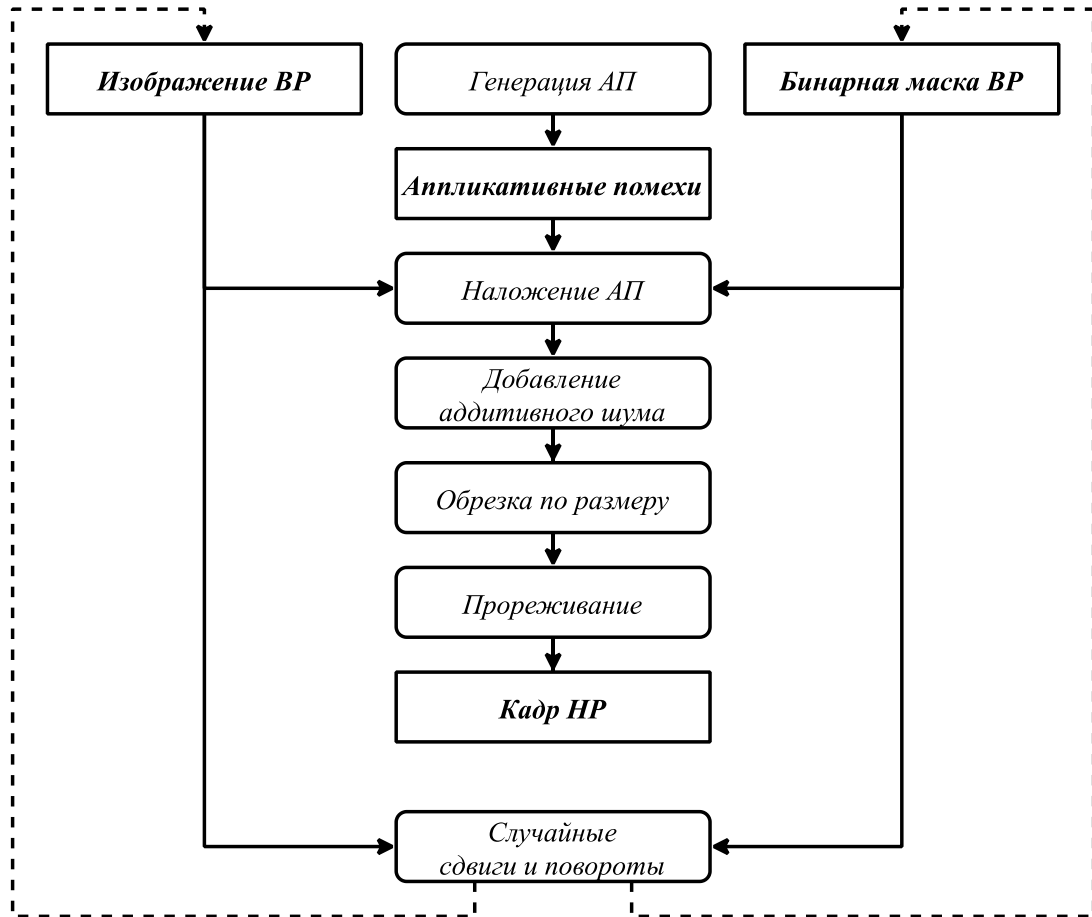 Изображение ВР
Генерация АП
Бинарная маска ВР
Аппликативные помехи
Наложение АП
Добавление
аддитивного шума
Обрезка по размеру
Прореживание
Кадр НР
Случайные
сдвиги и повороты